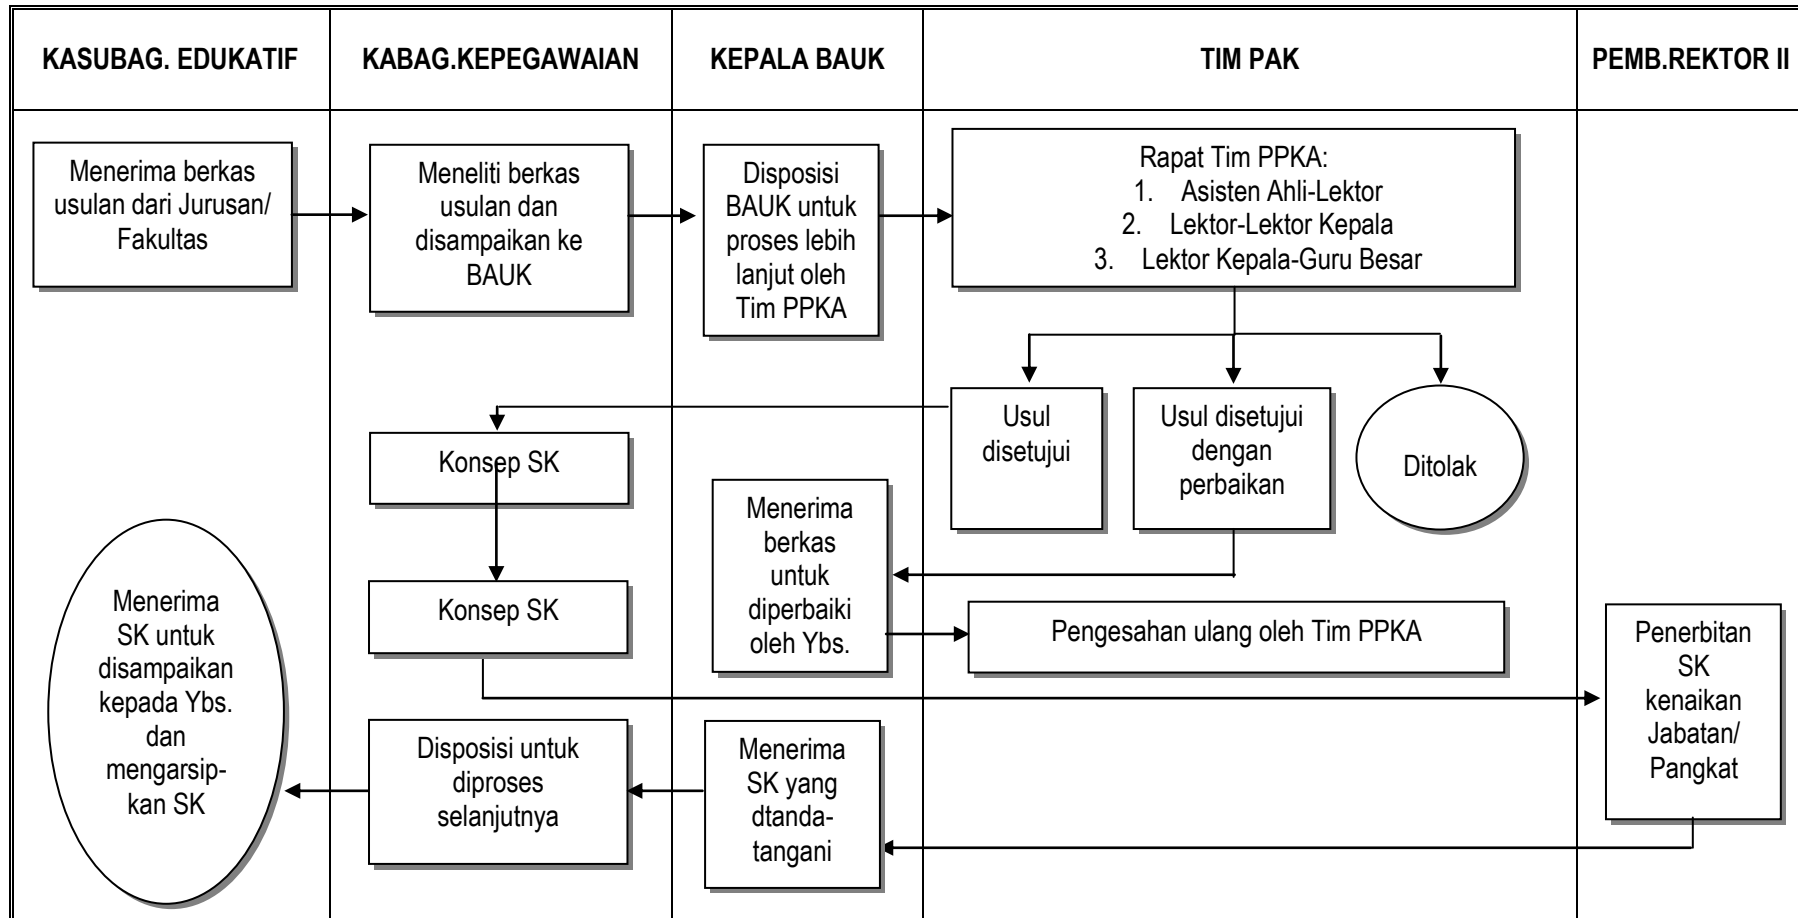 KASUBAG. EDUKATIF
KABAG.KEPEGAWAIAN
KEPALA BAUK
TIM PAK
PEMB.REKTOR II
Menerima berkas
usulan dari Jurusan/
Fakultas
Meneliti berkas
usulan dan
disampaikan ke
BAUK
Disposisi
BAUK untuk
proses lebih
lanjut oleh
Tim PPKA
Rapat Tim PPKA:
1. Asisten Ahli-Lektor
2. Lektor-Lektor Kepala
3. Lektor Kepala-Guru Besar
Usul
disetujui
Usul disetujui
dengan
perbaikan
Ditolak
Konsep SK
Menerima
berkas
untuk
diperbaiki
oleh Ybs.
Konsep SK
Pengesahan ulang oleh Tim PPKA
Penerbitan
SK
kenaikan
Jabatan/
Pangkat
Menerima
SK yang
dtanda-
tangani
Disposisi untuk
diproses
selanjutnya
Menerima
SK untuk
disampaikan
kepada Ybs.
dan
mengarsip-
kan SK